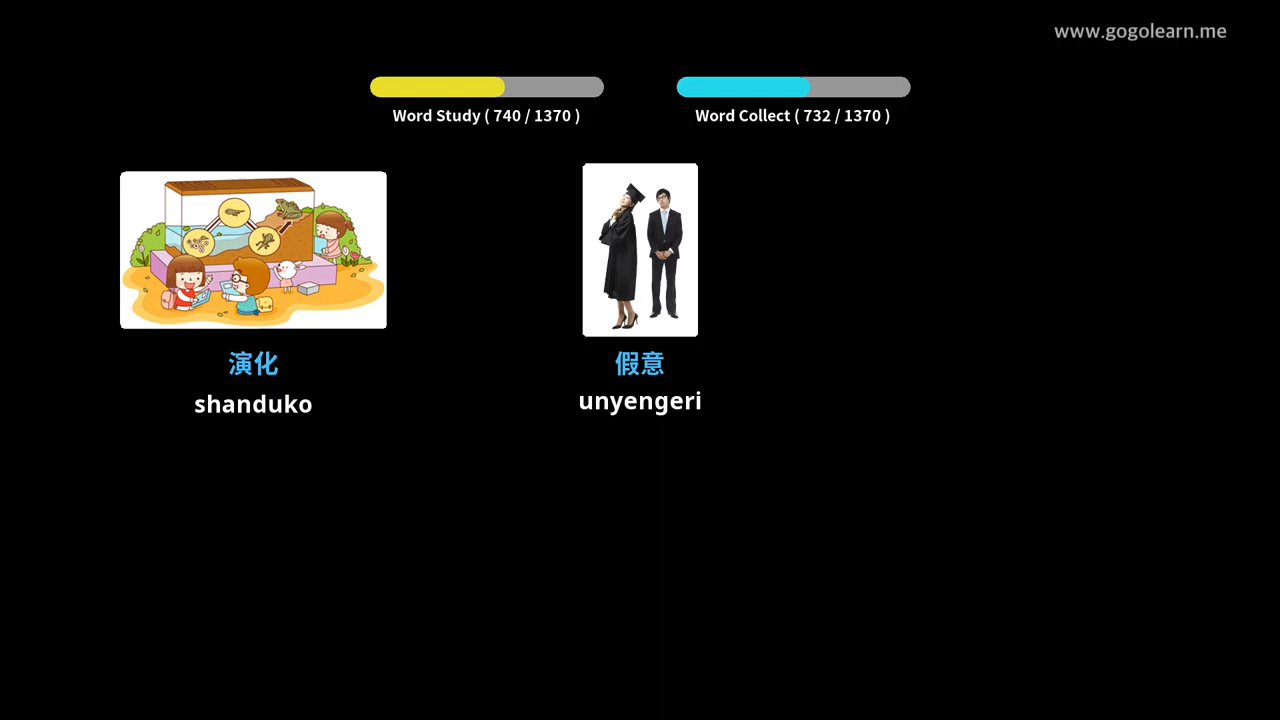 www.gogolearn.me
Word Study ( 740 / 1370 )
Word Collect ( 732 / 1370 )
演化
假意
shanduko
unyengeri